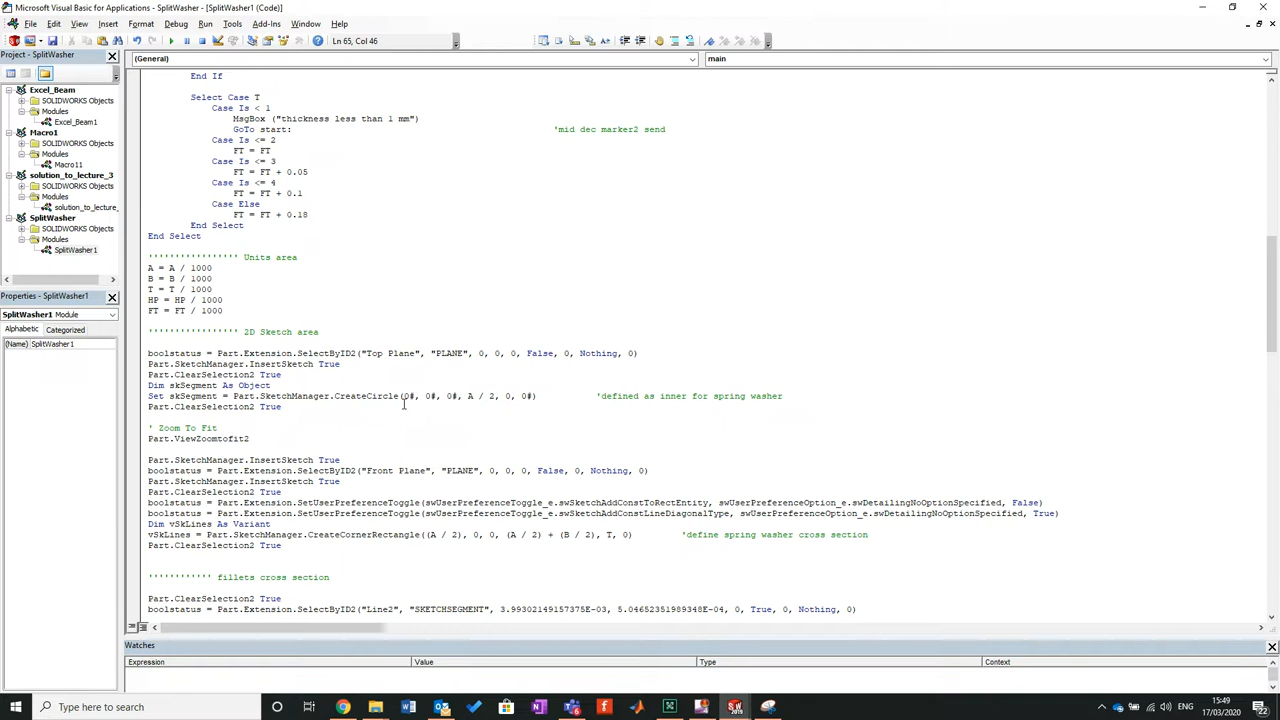 Microsoft Visual Basic for Applications - SplitWasher - [SplitWasher1 (Code)]
File Edit View Insert Format Debug Run Tools Add-Ins Window Help
Ln 65, Col 46
Project - SplitWasher
Excel_Beam
SOLIDWORKS Objects
Modules
Excel_Beam1
Macro1
SOLIDWORKS Objects
Modules
Macro11
solution_to_lecture_3
SOLIDWORKS Objects
Modules
solution_to_lecture_
SplitWasher
SOLIDWORKS Objects
Modules
SplitWasher1
Properties - SplitWasher1
SplitWasher1 Module
Alphabetic Categorized
(Name) SplitWasher1
(General) main
End If
Select Case T
Case Is < 1
MsgBox ("thickness less than 1 mm")
GoTo start: 'mid dec marker2 send
Case Is <= 2
FT = FT
Case Is <= 3
FT = FT + 0.05
Case Is <= 4
FT = FT + 0.1
Case Else
FT = FT + 0.18
End Select
End Select
''''''''''''''''' Units area
A = A / 1000
B = B / 1000
T = T / 1000
HP = HP / 1000
FT = FT / 1000
''''''''''''''''' 2D Sketch area
boolstatus = Part.Extension.SelectByID2("Top Plane", "PLANE", 0, 0, 0, False, 0, Nothing, 0)
Part.SketchManager.InsertSketch True
Part.ClearSelection2 True
Dim skSegment As Object
Set skSegment = Part.SketchManager.CreateCircle(0#, 0#, 0#, A / 2, 0, 0#) 'defined as inner for spring washer
Part.ClearSelection2 True
' Zoom To Fit
Part.ViewZoomtofit2
Part.SketchManager.InsertSketch True
boolstatus = Part.Extension.SelectByID2("Front Plane", "PLANE", 0, 0, 0, False, 0, Nothing, 0)
Part.SketchManager.InsertSketch True
Part.ClearSelection2 True
boolstatus = Part.Extension.SetUserPreferenceToggle(swUserPreferenceToggle_e.swSketchAddConstToRectEntity, swUserPreferenceOption_e.swDetailingNoOptionSpecified, False)
boolstatus = Part.Extension.SetUserPreferenceToggle(swUserPreferenceToggle_e.swSketchAddConstLineDiagonalType, swUserPreferenceOption_e.swDetailingNoOptionSpecified, True)
Dim vSkLines As Variant
vSkLines = Part.SketchManager.CreateCornerRectangle((A / 2), 0, 0, (A / 2) + (B / 2), T, 0) 'define spring washer cross section
Part.ClearSelection2 True
'''''''''''' fillets cross section
Part.ClearSelection2 True
boolstatus = Part.Extension.SelectByID2("Line2", "SKETCHSEGMENT", 3.99302149157375E-03, 5.04652351989348E-04, 0, True, 0, Nothing, 0)
Watches
Expression Value Type Context
Type here to search
ENG
15:49
17/03/2020
22